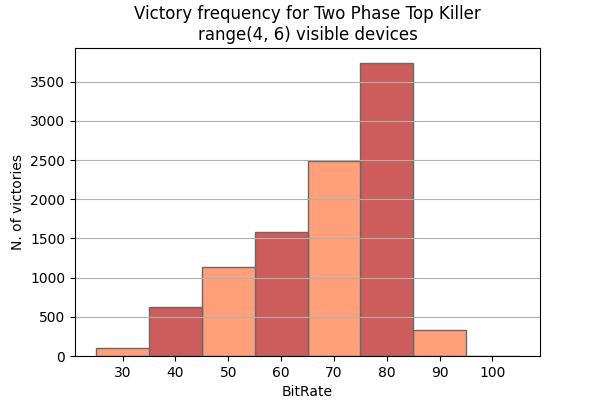 Victory frequency for Two Phase Top Killer
range(4, 6) visible devices
N. of victories
3500
3000
2500
2000
1500
1000
500
0
30 40 50 60 70 80 90 100
BitRate